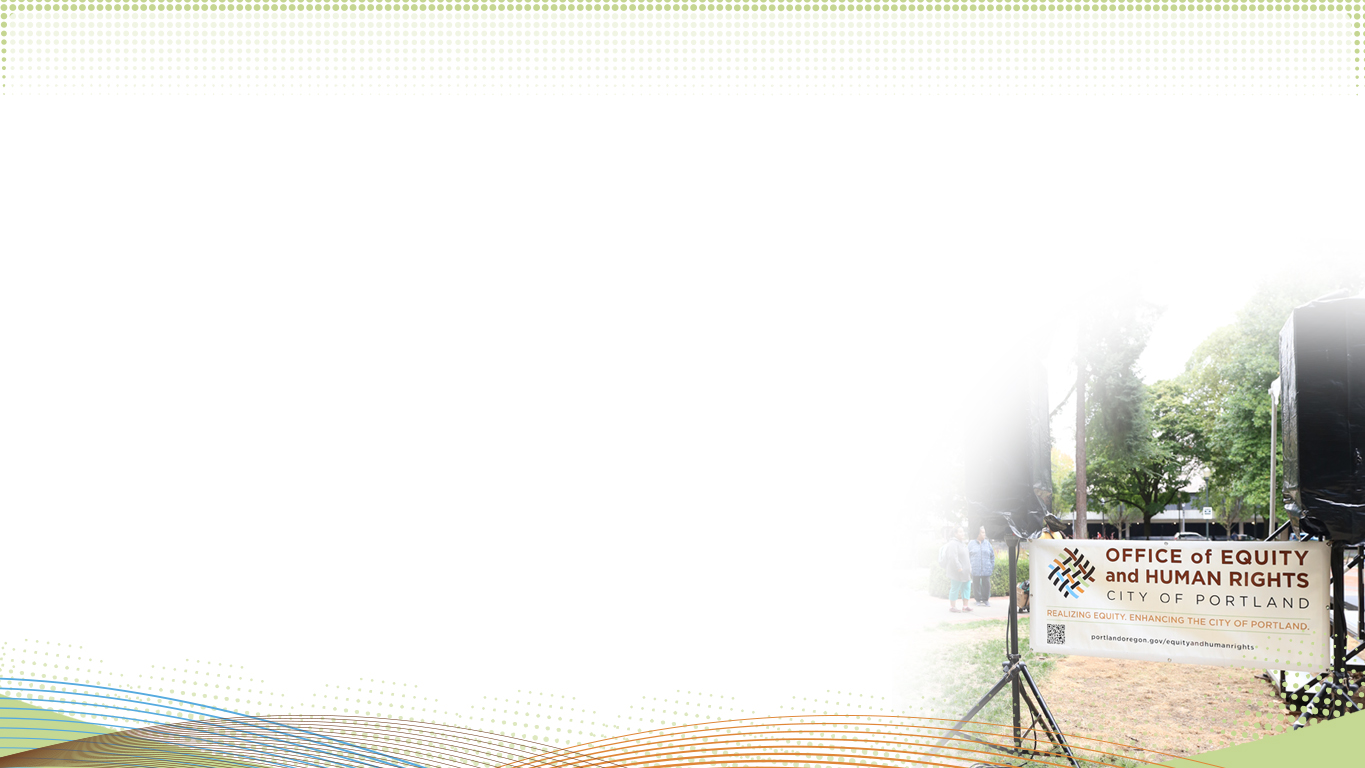 OFFICE of EQUITY
and HUMAN RIGHTS
CITY OF PORTLAND
REALIZING EQUITY. ENHANCING THE CITY OF PORTLAND.
portlandoregon.gov/equityandhumanrights